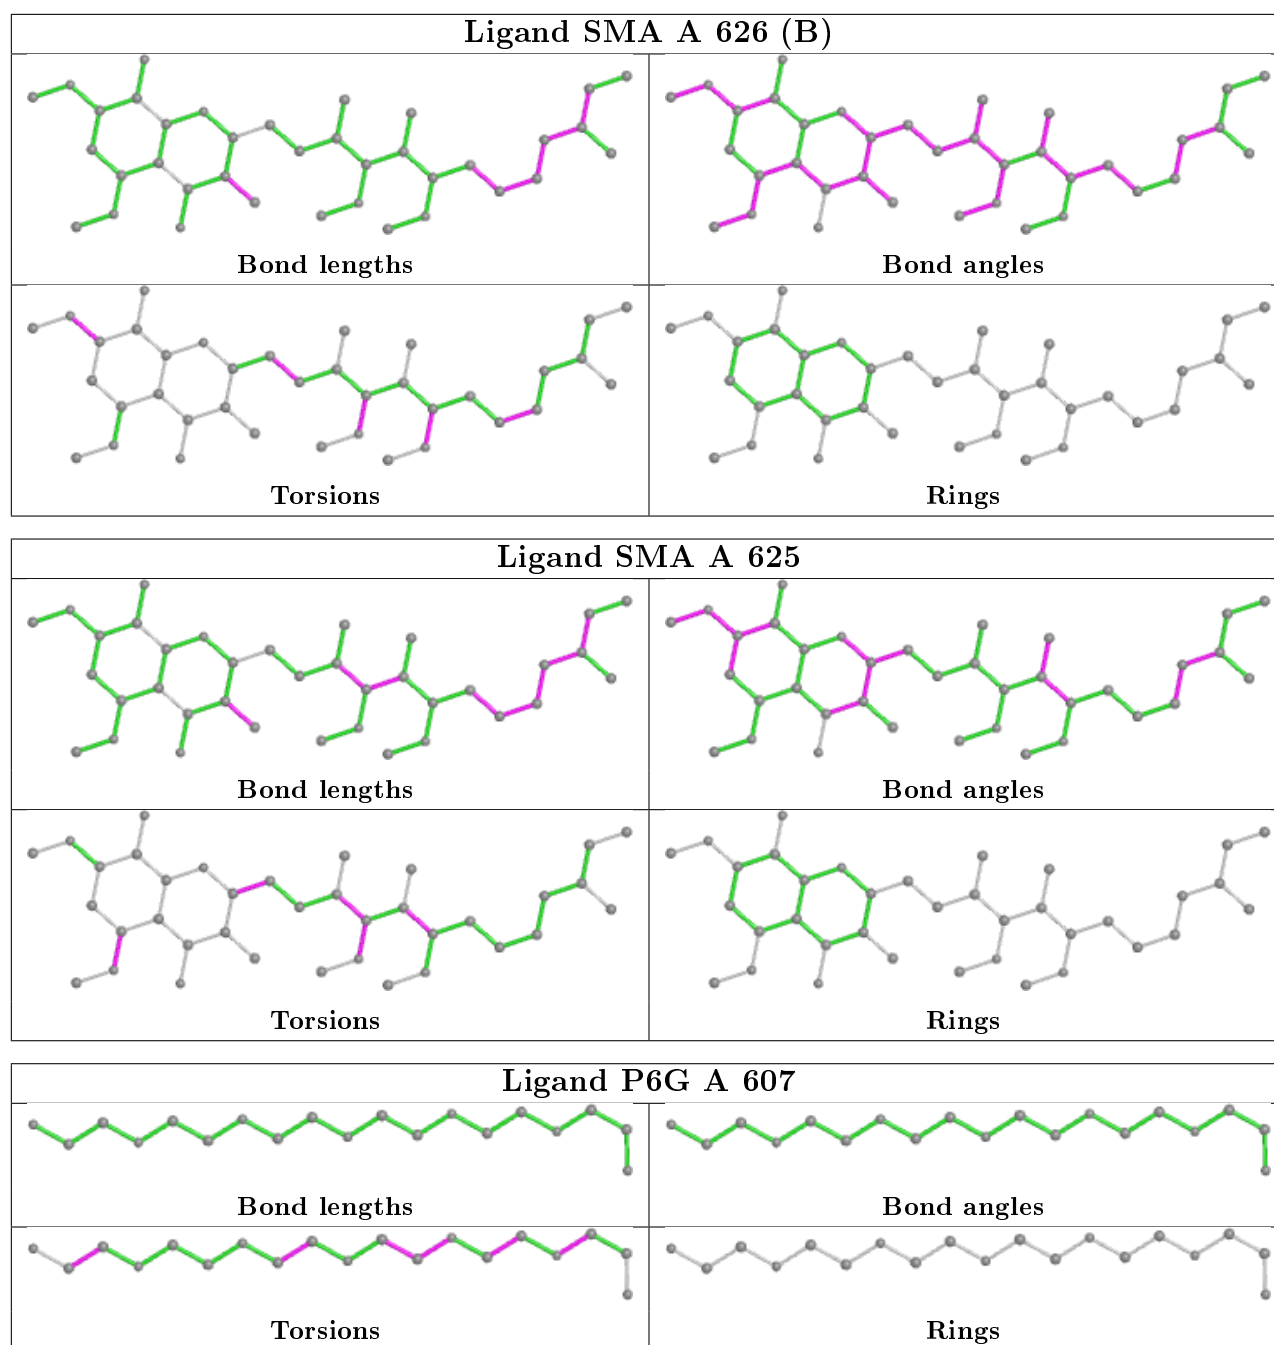 Ligand SMA A 626 (B)
Bond lengths
Bond angles
Torsions
Rings
Ligand SMA A 625
Bond lengths
Bond angles
Torsions
Rings
Ligand P6G A 607
Bond lengths
Bond angles
Torsions
Rings